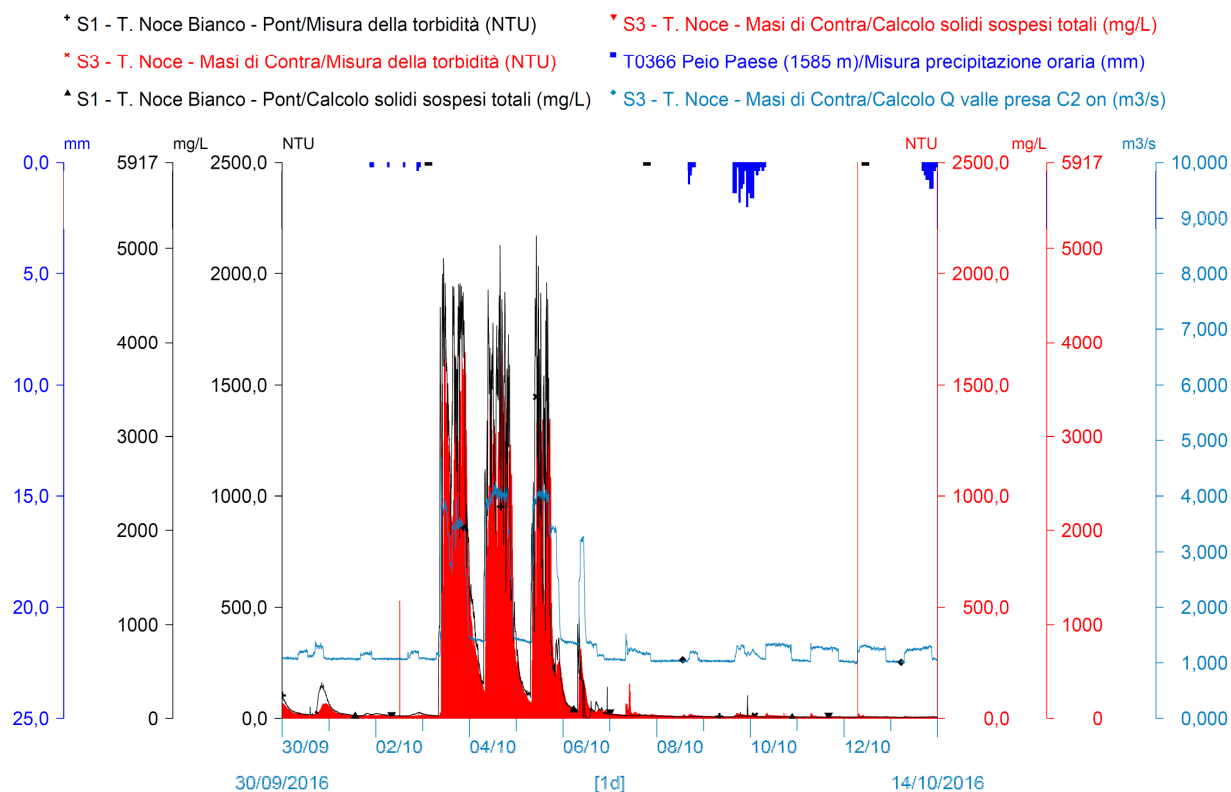 S1 - T. Noce Bianco - Pont/Misura della torbidità (NTU)
S3 - T. Noce - Masi di Contra/Calcolo solidi sospesi totali (mg/L)
S3 - T. Noce - Masi di Contra/Misura della torbidità (NTU)
T0366 Peio Paese (1585 m)/Misura precipitazione oraria (mm)
S1 - T. Noce Bianco - Pont/Calcolo solidi sospesi totali (mg/L)
S3 - T. Noce - Masi di Contra/Calcolo Q valle presa C2 on (m3/s)
mm mg/L NTU NTU mg/L m3/s
0,0 5917 2500,0 2500,0 5917 10,000
9,000
5000 5000
5,0 2000,0 2000,0 8,000
4000 4000 7,000
10,0 1500,0 1500,0 6,000
3000 3000 5,000
15,0 1000,0 1000,0 4,000
2000 2000
3,000
20,0 500,0 500,0 2,000
1000 1000
1,000
25,0 0 0,0 0,0 0 0,000
30/09 02/10 04/10 06/10 08/10 10/10 12/10
30/09/2016 [1d] 14/10/2016